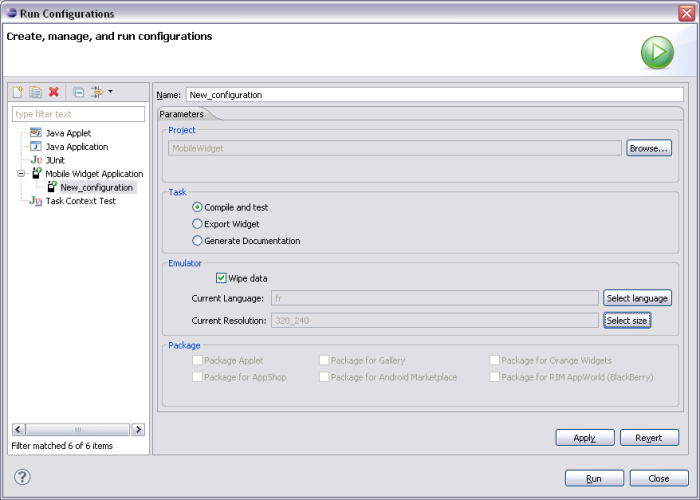 Run Configurations
Create, manage, and run configurations
type filter text
Java Applet
Java Application
JUnit
Mobile Widget Application
New_configuration
Task Context Test
Filter matched 6 of 6 items
Name: New_configuration
Parameters
Project
MobileWidget Browse...
Task
Compile and test
Export Widget
Generate Documentation
Emulator
Wipe data
Current Language: fr Select language
Current Resolution: 320_240 Select size
Package
Package Applet Package for Gallery Package for Orange Widgets
Package for AppShop Package for Android Marketplace Package for RIM AppWorld (BlackBerry)
Apply Revert
Run Close